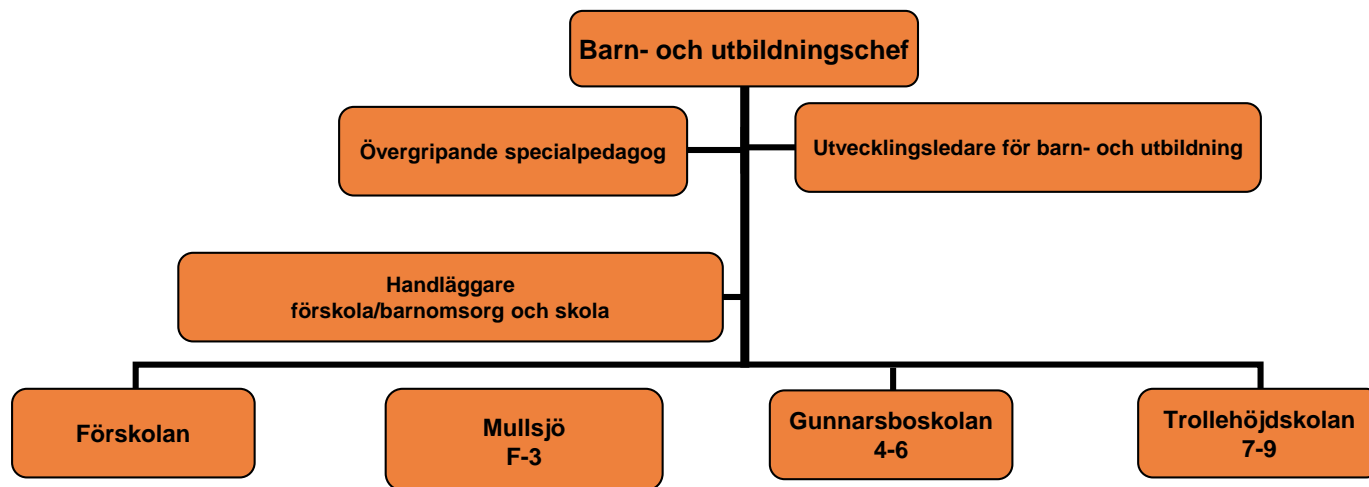 Barn- och utbildningschef
Övergripande specialpedagog
Utvecklingsledare för barn- och utbildning
Handläggare
förskola/barnomsorg och skola
Förskolan
Mullsjö
F-3
Gunnarsboskolan
4-6
Trollehöjdskolan
7-9